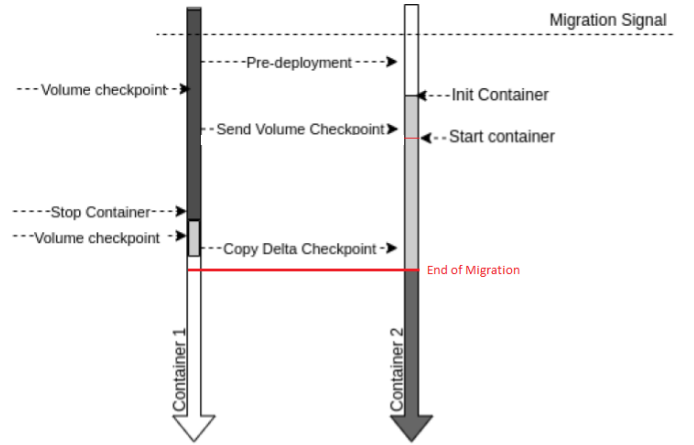 Migration Signal
Pre-deployment
Volume checkpoint
Init Container
Send Volume Checkpoint
Start container
Stop Container
Volume checkpoint
Copy Delta Checkpoint
End of Migration
Container 1
Container 2